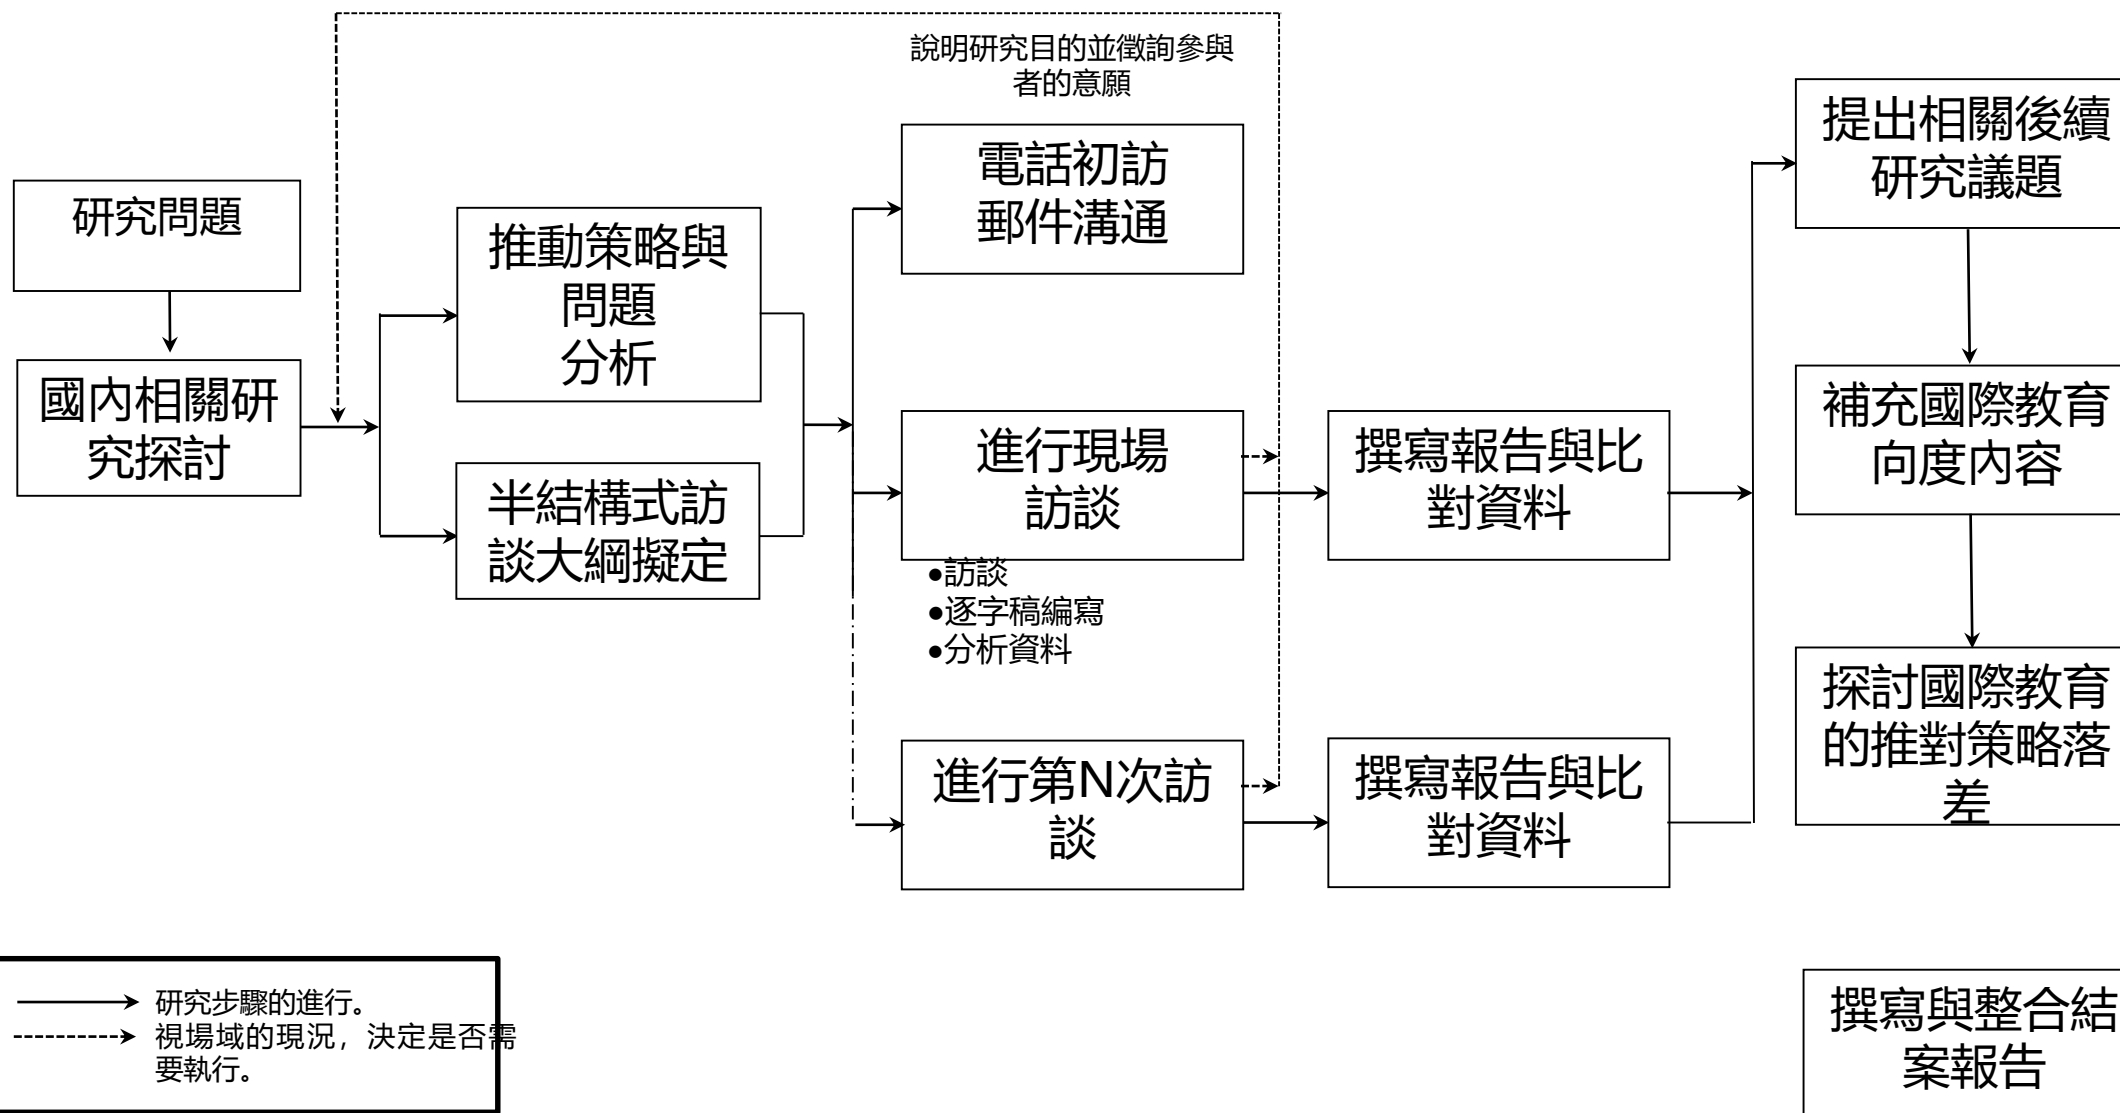 說明研究目的並徵詢參與
者的意願
研究問題
國內相關研
究探討
推動策略與
問題
分析
半結構式訪
談大綱擬定
電話初訪
郵件溝通
進行現場
訪談
●訪談
●逐字稿編寫
●分析資料
進行第N次訪
談
撰寫報告與比
對資料
撰寫報告與比
對資料
提出相關後續
研究議題
補充國際教育
向度內容
探討國際教育
的推對策略落
差
撰寫與整合結
案報告
研究步驟的進行。
視場域的現況，決定是否需
要執行。